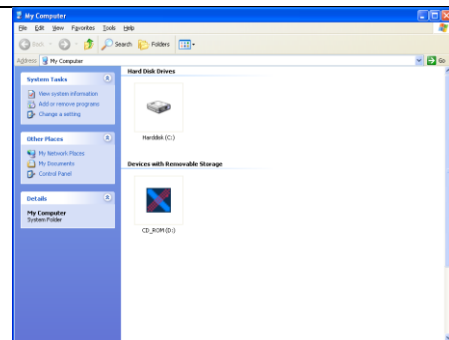 My Computer
File Edit View Favorites Tools Help
Back Search Folders
Address My Computer Go
System Tasks
View system information
Add or remove programs
Change a setting
Other Places
My Network Places
My Documents
Control Panel
Details
My Computer
System Folder
Hard Disk Drives
Harddisk (C:)
Devices with Removable Storage
CD_ROM (D:)